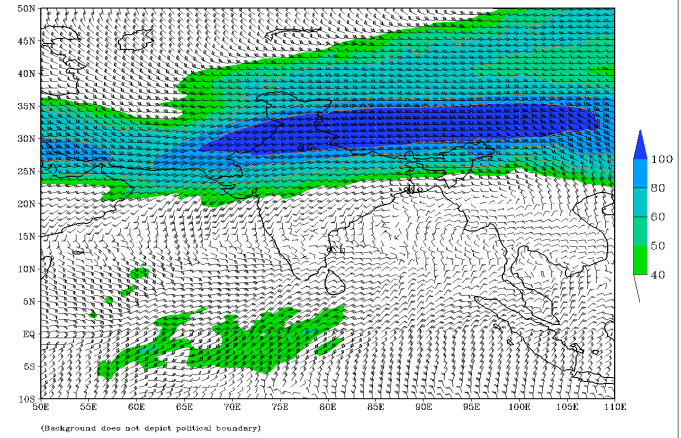 50N
45N
40N
35N
30N
25N
20N
15N
10N
5N
EQ
5S
10S
50E 55E 60E 65E 70E 75E 80E 85E 90E 95E 100E 105E 110E
100
80
60
50
40
(Background does not depict political boundary)